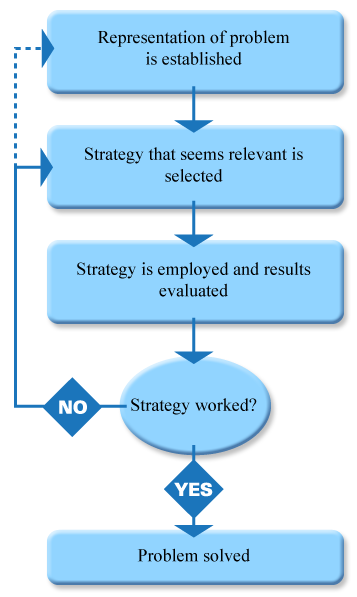 Representation of problem
is established
Strategy that seems relevant is
selected
Strategy is employed and results
evaluated
Strategy worked?
NO
YES
Problem solved